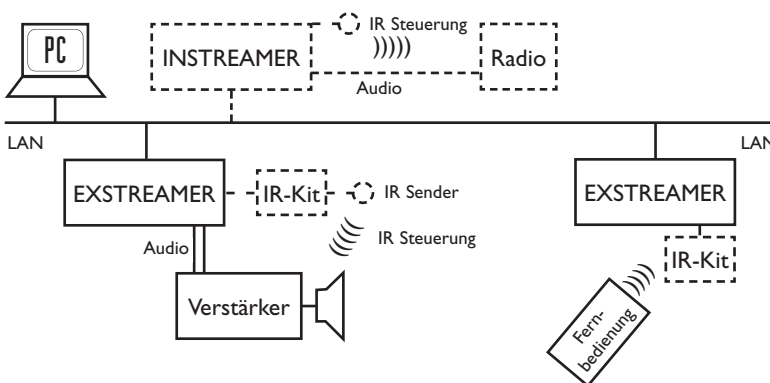 PC
INSTREAMER
IR Steuerung
Radio
Audio
LAN
LAN
EXSTREAMER
IR-Kit
IR Sender
EXSTREAMER
IR Steuerung
Audio
IR-Kit
Verstärker
Fern-
bedienung